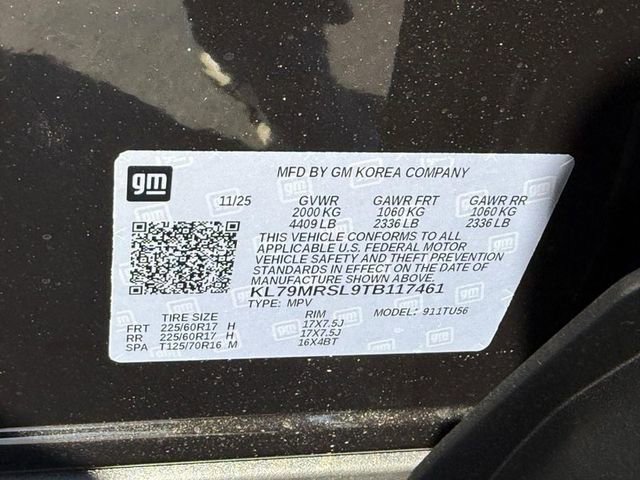 MFD BY GM KOREA COMPANY
gm
11/25 GVWR GAWR FRT GAWR RR
2000 KG 1060 KG 1060 KG
4409 LB 2336 LB 2336 LB
THIS VEHICLE CONFORMS TO ALL
APPLICABLE U.S. FEDERAL MOTOR
VEHICLE SAFETY AND THEFT PREVENTION
STANDARDS IN EFFECT ON THE DATE OF
MANUFACTURE SHOWN ABOVE.
KL79MRSL9TB117461
TYPE: MPV
TIRE SIZE RIM MODEL: 911TU56
FRT 225/60R17 H 17X7.5J
RR 225/60R17 H 17X7.5J
SPA T125/70R16 M 16X4BT